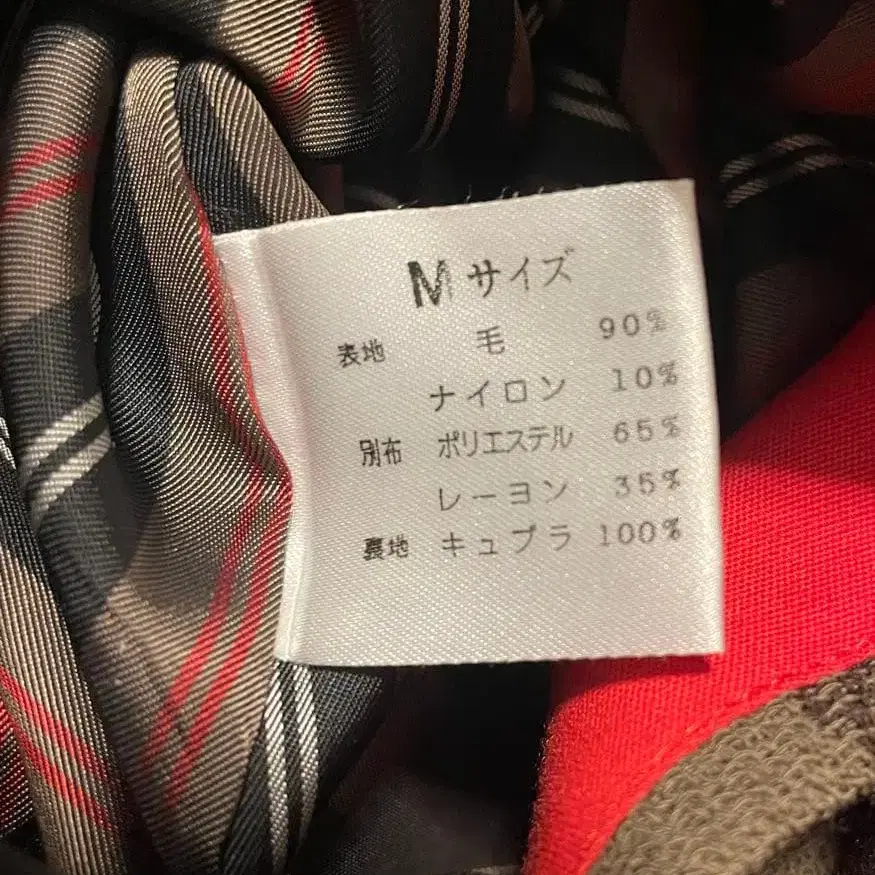 Mサイズ
表地 毛 90%
ナイロン 10%
別布 ポリエステル 65%
レーヨン 35%
裏地 キュプラ 100%